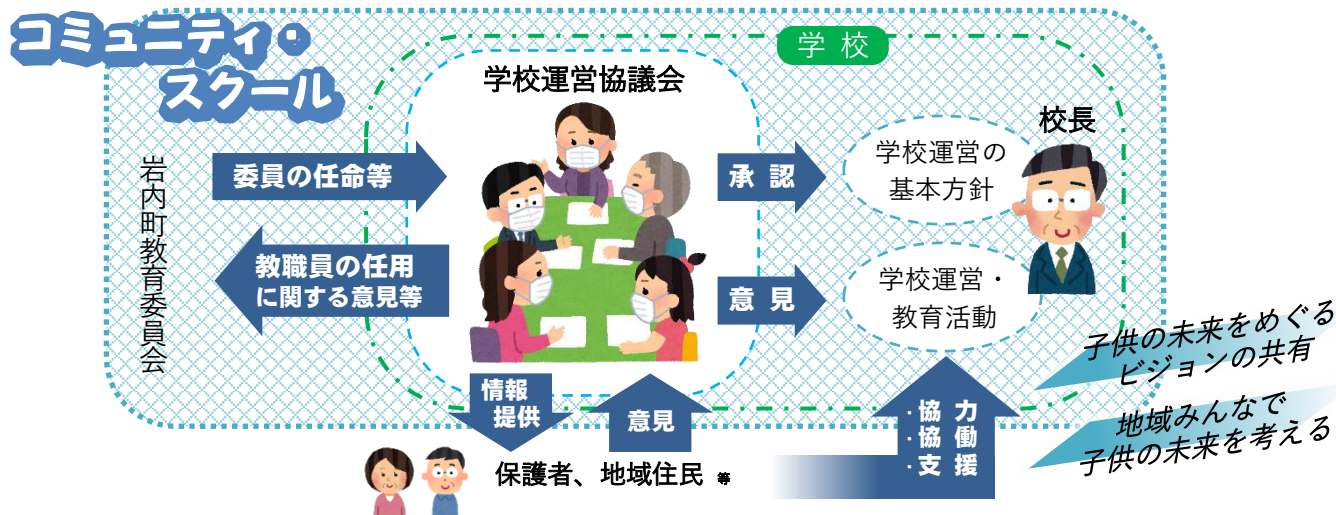 コミュニティ・
スクール
学校
学校運営協議会
校長
岩内町教育委員会
委員の任命等
教職員の任用
に関する意見等
承認
意見
学校運営の
基本方針
学校運営・
教育活動
情報
提供
意見
・協力
・協働
・支援
保護者、地域住民 等
子供の未来をめぐる
ビジョンの共有
地域みんなで
子供の未来を考える